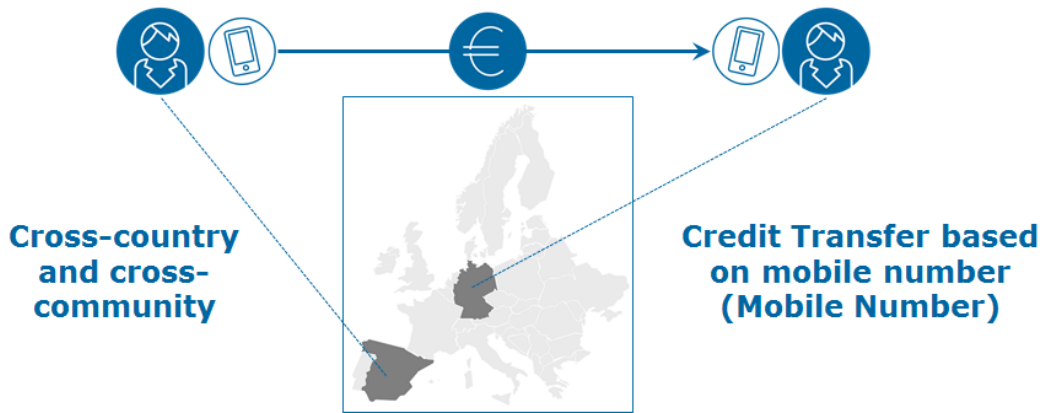 €
Cross-country
and cross-
community
Credit Transfer based
on mobile number
(Mobile Number)